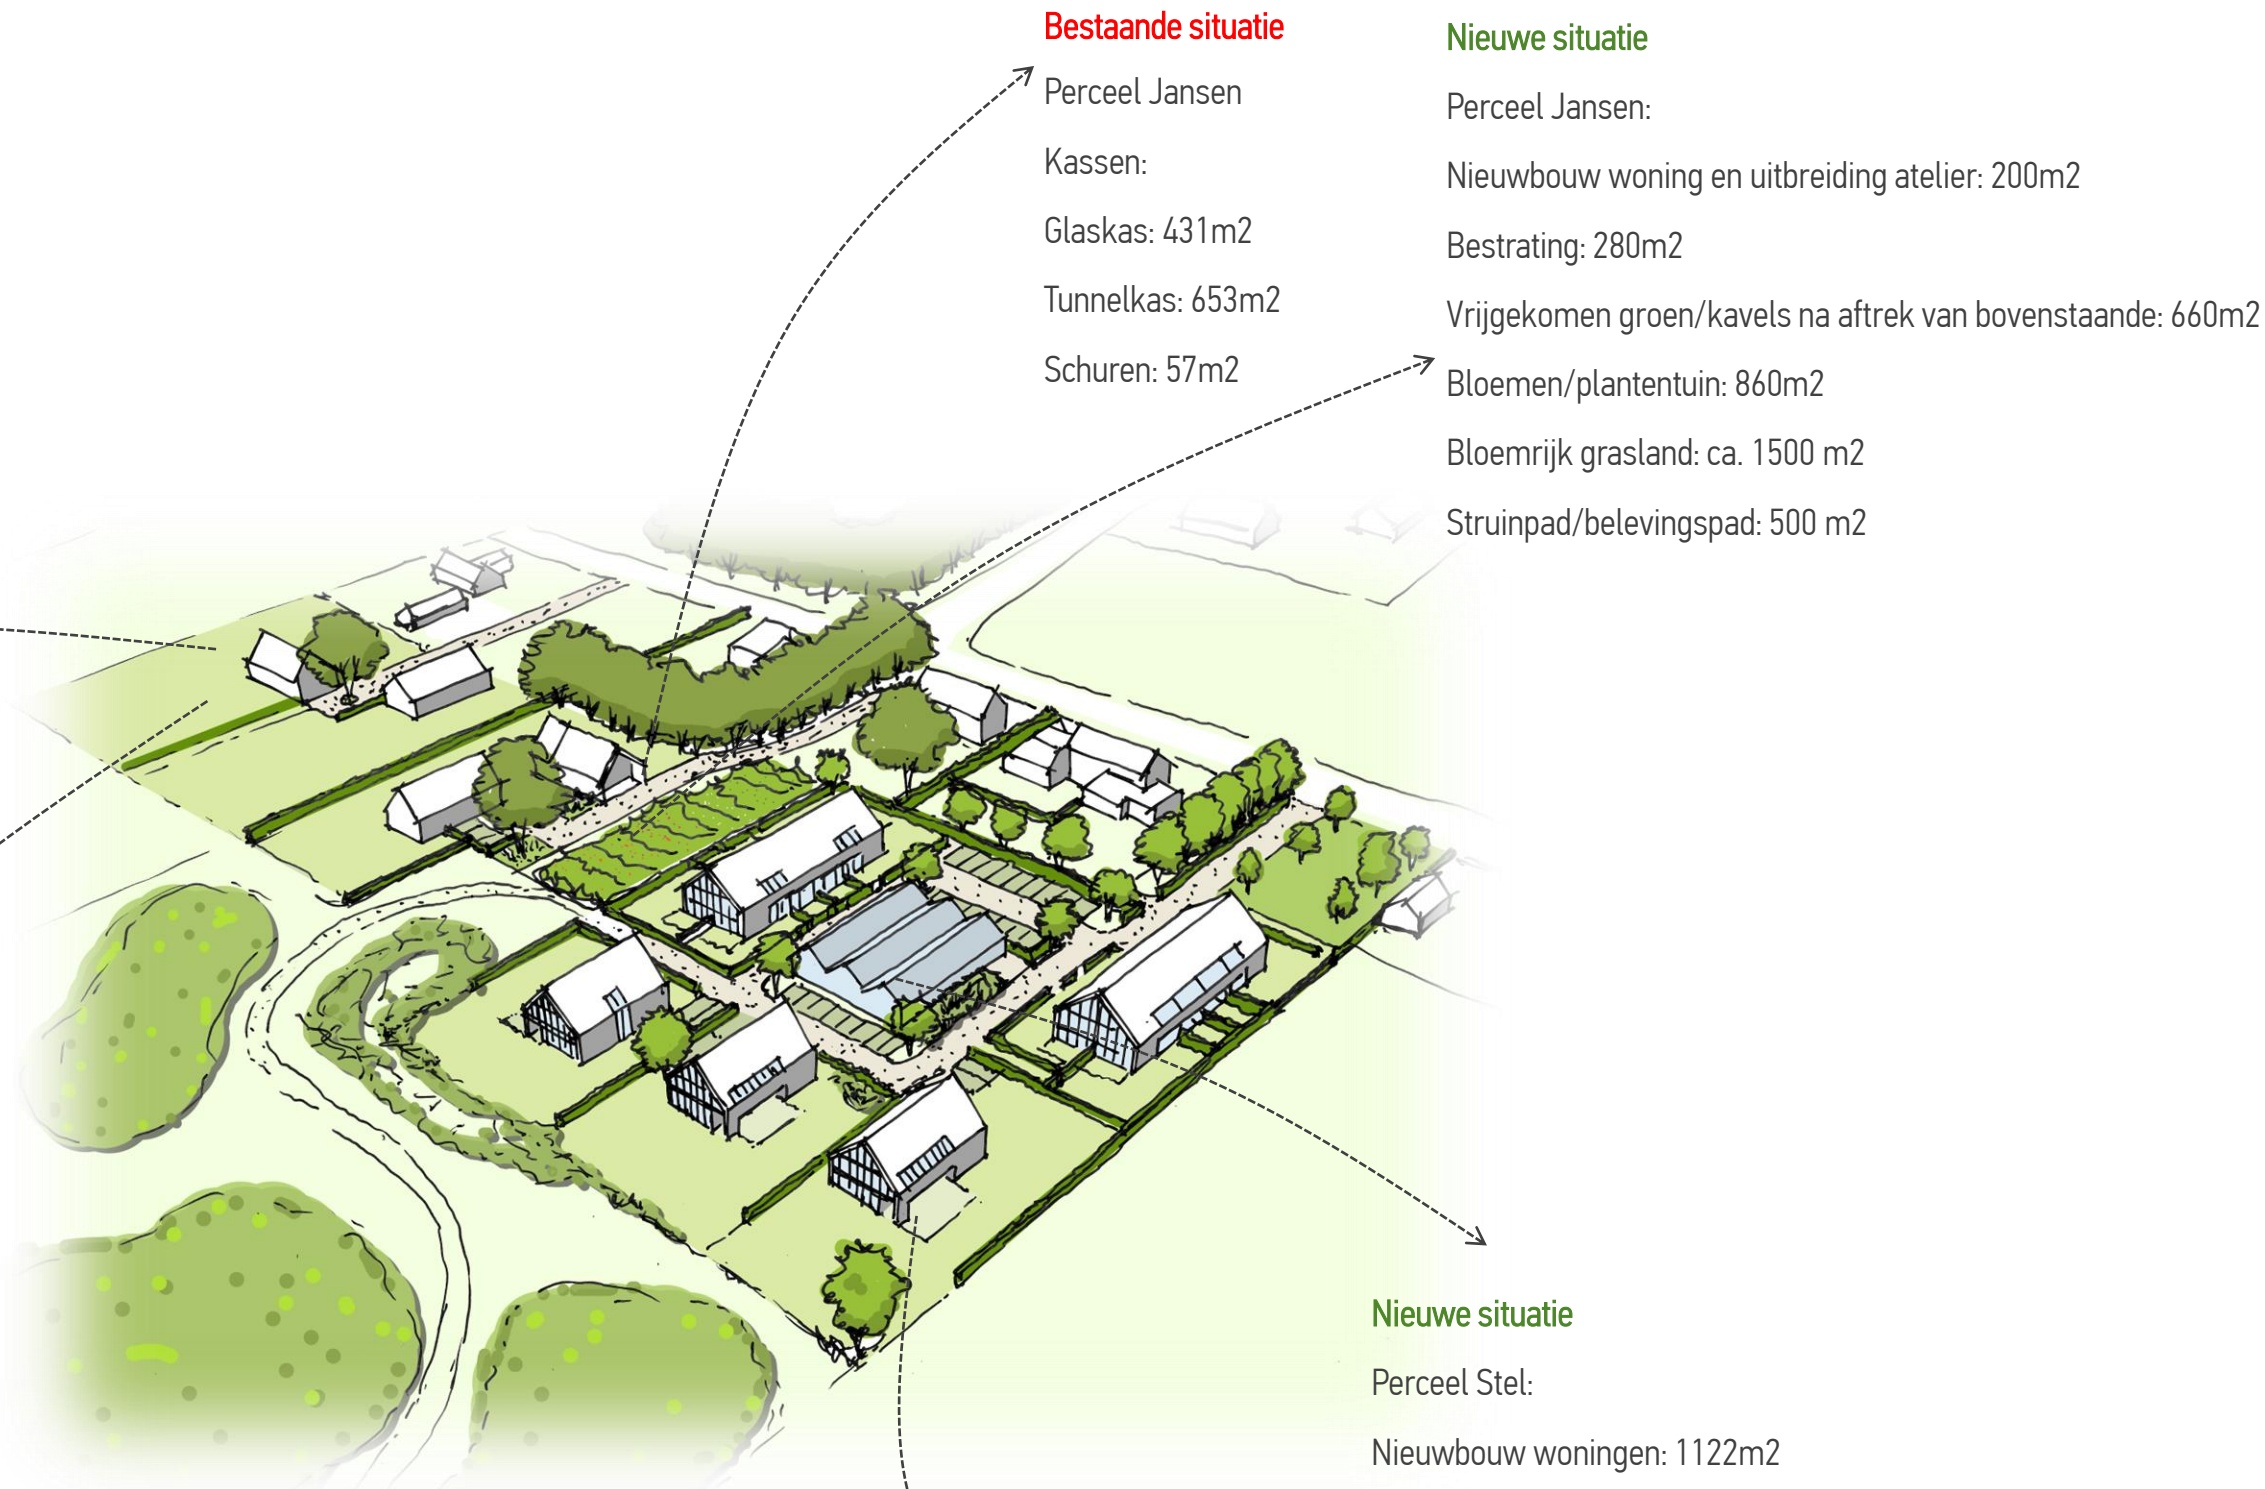 Bestaande situatie
Perceel Jansen
Kassen:
Glaskas: 431m2
Tunnelkas: 653m2
Schuren: 57m2
Nieuwe situatie
Perceel Jansen:
Nieuwbouw woning en uitbreiding atelier: 200m2
Bestrating: 280m2
Vrijgekomen groen/kavels na aftrek van bovenstaande: 660m2
Bloemen/plantentuin: 860m2
Bloemrijk grasland: ca. 1500 m2
Struinpad/belevingspad: 500 m2
Nieuwe situatie
Perceel Stel:
Nieuwbouw woningen: 1122m2